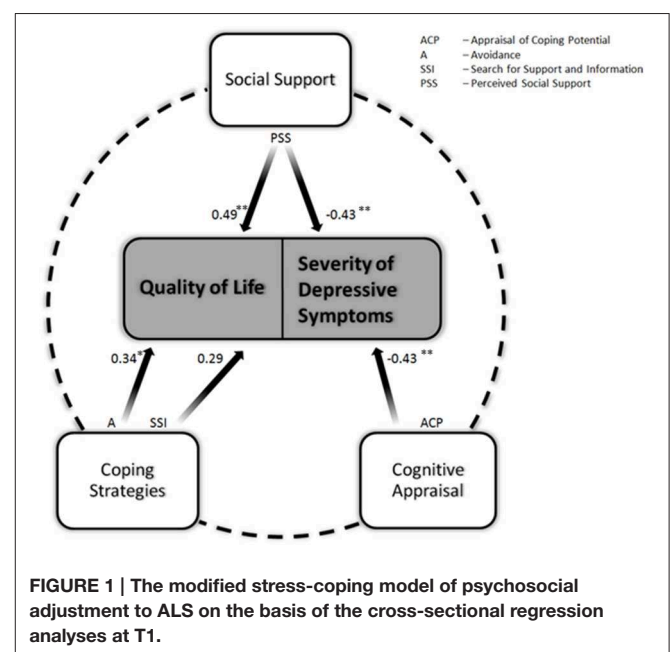 ACP – Appraisal of Coping Potential
A – Avoidance
SSI – Search for Support and Information
PSS – Perceived Social Support
Social Support
PSS
0.49** -0.43 **
Quality of Life
Severity of
Depressive
Symptoms
0.34* 0.29 -0.43 **
A SSI ACP
Coping
Strategies
Cognitive
Appraisal
FIGURE 1 | The modified stress-coping model of psychosocial
adjustment to ALS on the basis of the cross-sectional regression
analyses at T1.